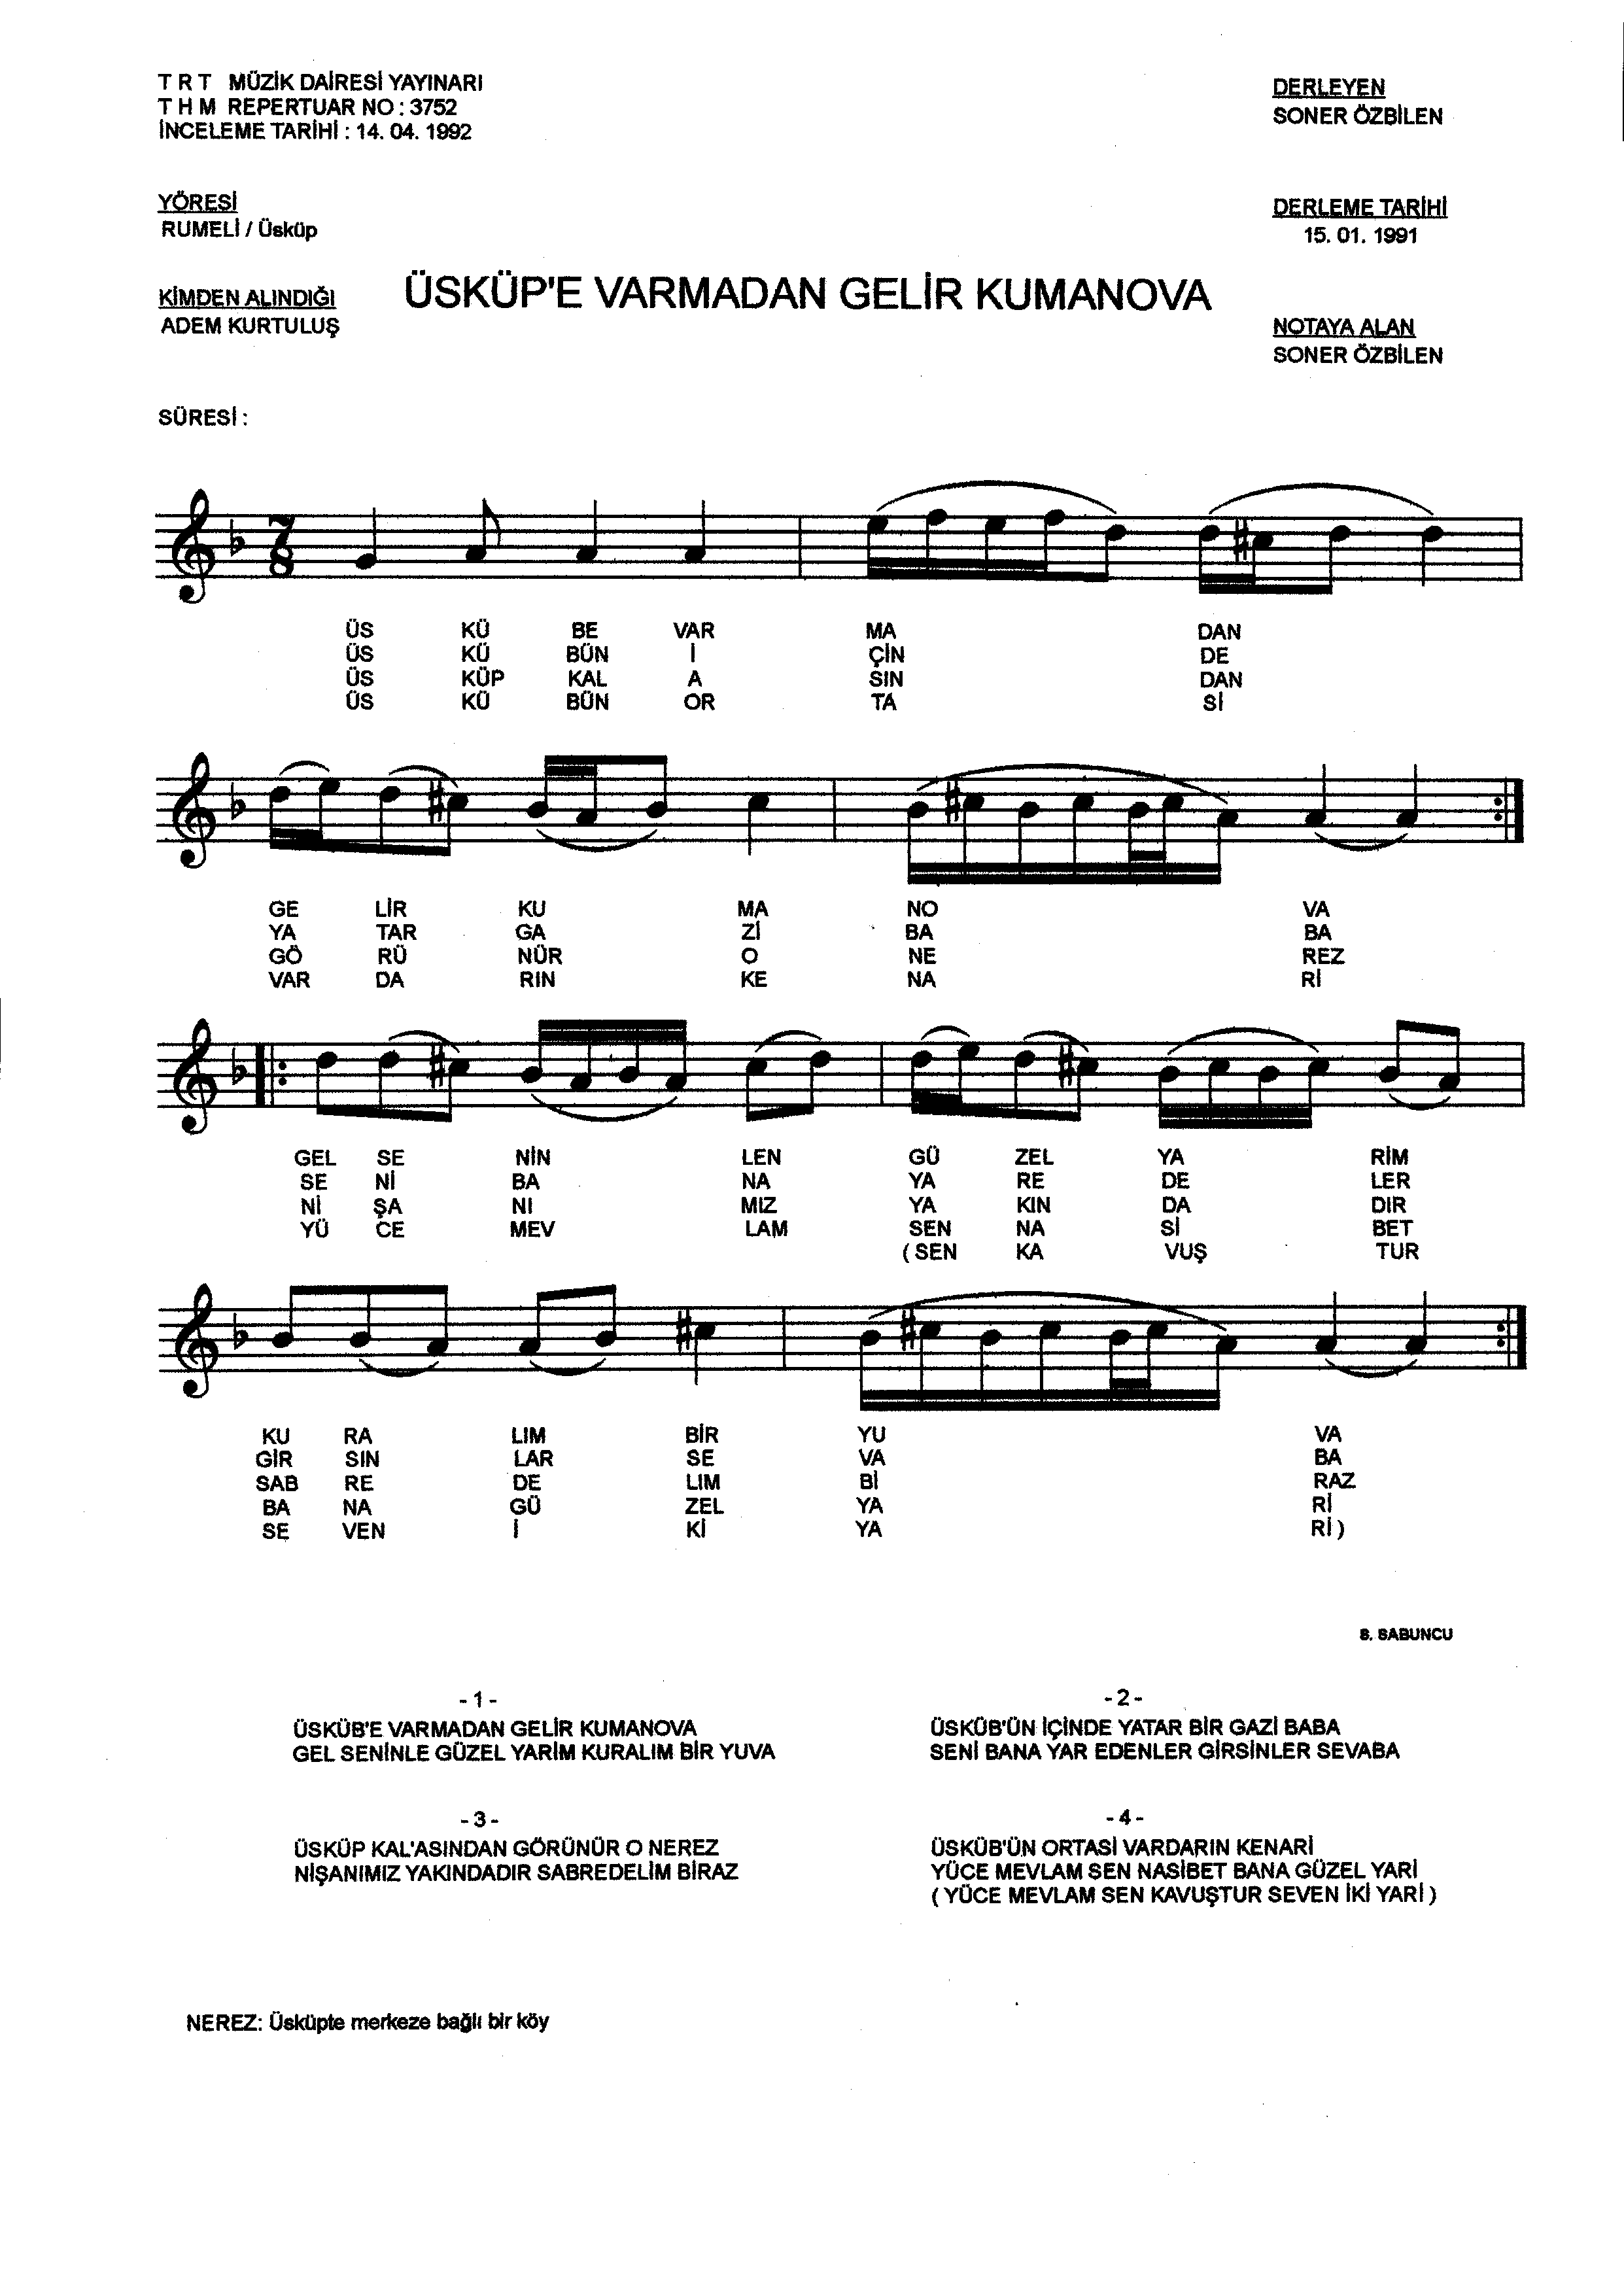 T R T MÜZİK DAİRESİ YAYINARI
T H M REPERTUAR NO : 3752
İNCELEME TARİHİ : 14. 04. 1992
DERLEYEN
SONER ÖZBİLEN
YÖRESİ
RUMELİ / Üsküp
DERLEME TARİHİ
15. 01. 1991
KİMDEN ALINDIĞI
ADEM KURTULUŞ
ÜSKÜP'E VARMADAN GELİR KUMANOVA
NOTAYA ALAN
SONER ÖZBİLEN
SÜRESİ :
7
8
ÜS KÜ BE VAR MA DAN
ÜS KÜ BÜN İ ÇİN DE
ÜS KÜP KAL A SIN DAN
ÜS KÜ BÜN OR TA Sİ
GE LİR KU MA NO VA
YA TAR GA Zİ BA BA
GÖ RÜ NÜR O NE REZ
VAR DA RIN KE NA Rİ
GEL SE NİN LEN GÜ ZEL YA RİM
SE Nİ BA NA YA RE DE LER
Nİ ŞA NI MIZ YA KIN DA DIR
YÜ CE MEV LAM SEN NA Sİ BET
( SEN KA VUŞ TUR
KU RA LIM BİR YU VA
GİR SIN LAR SE VA BA
SAB RE DE LIM Bİ RAZ
BA NA GÜ ZEL YA Rİ
SE VEN İ Kİ YA Rİ )
S. SABUNCU
- 1 -
ÜSKÜB'E VARMADAN GELİR KUMANOVA
GEL SENİNLE GÜZEL YARİM KURALIM BİR YUVA
- 2 -
ÜSKÜB'ÜN İÇİNDE YATAR BİR GAZİ BABA
SENİ BANA YAR EDENLER GİRSİNLER SEVABA
- 3 -
ÜSKÜP KAL'ASINDAN GÖRÜNÜR O NEREZ
NİŞANIMIZ YAKINDADIR SABREDELİM BİRAZ
- 4 -
ÜSKÜB'ÜN ORTASİ VARDARIN KENARİ
YÜCE MEVLAM SEN NASİBET BANA GÜZEL YARİ
( YÜCE MEVLAM SEN KAVUŞTUR SEVEN İKİ YARİ )
NEREZ: Üsküpte merkeze bağlı bir köy